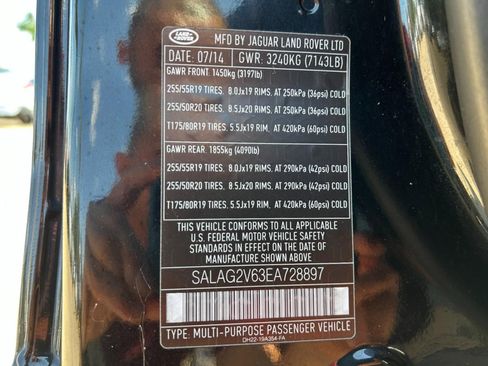 LAND ROVER
MFD BY JAGUAR LAND ROVER LTD
DATE: 07/14 GWR: 3240KG (7143LB)
GAWR FRONT. 1450kg (3197lb)
255/55R19 TIRES. 8.0Jx19 RIMS. AT 250kPa (36psi) COLD
255/50R20 TIRES. 8.5Jx20 RIMS. AT 250kPa (36psi) COLD
T175/80R19 TIRES. 5.5Jx19 RIM. AT 420kPa (60psi) COLD
GAWR REAR. 1855kg (4090lb)
255/55R19 TIRES. 8.0Jx19 RIMS. AT 290kPa (42psi) COLD
255/50R20 TIRES. 8.5Jx20 RIMS. AT 290kPa (42psi) COLD
T175/80R19 TIRES. 5.5Jx19 RIM. AT 420kPa (60psi) COLD
THIS VEHICLE CONFORMS TO ALL APPLICABLE
U.S. FEDERAL MOTOR VEHICLE SAFETY
STANDARDS IN EFFECT ON THE DATE OF
MANUFACTURE SHOWN ABOVE.
SALAG2V63EA728897
TYPE: MULTI-PURPOSE PASSENGER VEHICLE
DH22-19A354-FA